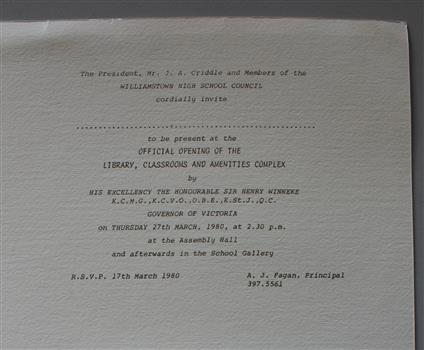 The President, Mr. J. A. Criddle and Members of the
WILLIAMSTOWN HIGH SCHOOL COUNCIL
cordially invite
................................................
to be present at the
OFFICIAL OPENING OF THE
LIBRARY, CLASSROOMS AND AMENITIES COMPLEX
by
HIS EXCELLENCY THE HONOURABLE SIR HENRY WINNEKE
K.C.M.G.,K.C.V.O.,O.B.E.,K.St.J.,Q.C.
GOVERNOR OF VICTORIA
on THURSDAY 27th MARCH, 1980, at 2.30 p.m.
at the Assembly Hall
and afterwards in the School Gallery
R.S.V.P. 17th March 1980 A. J. Fagan, Principal
397.5561